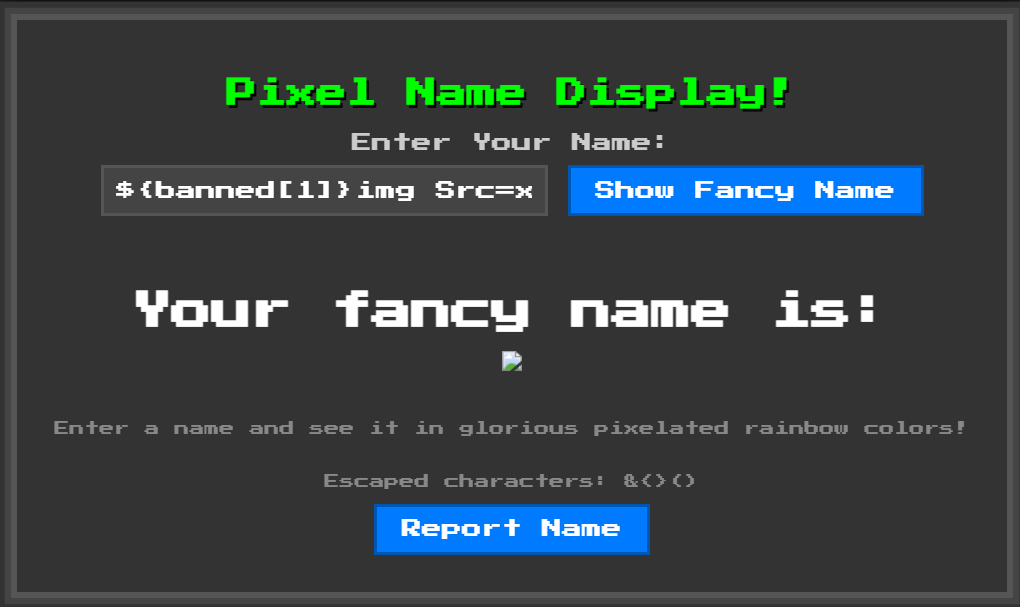 Pixel Name Display!
Enter Your Name:
${banned[1]}img Src=x
Show Fancy Name
Your fancy name is:
Enter a name and see it in glorious pixelated rainbow colors!
Escaped characters: &<>()
Report Name